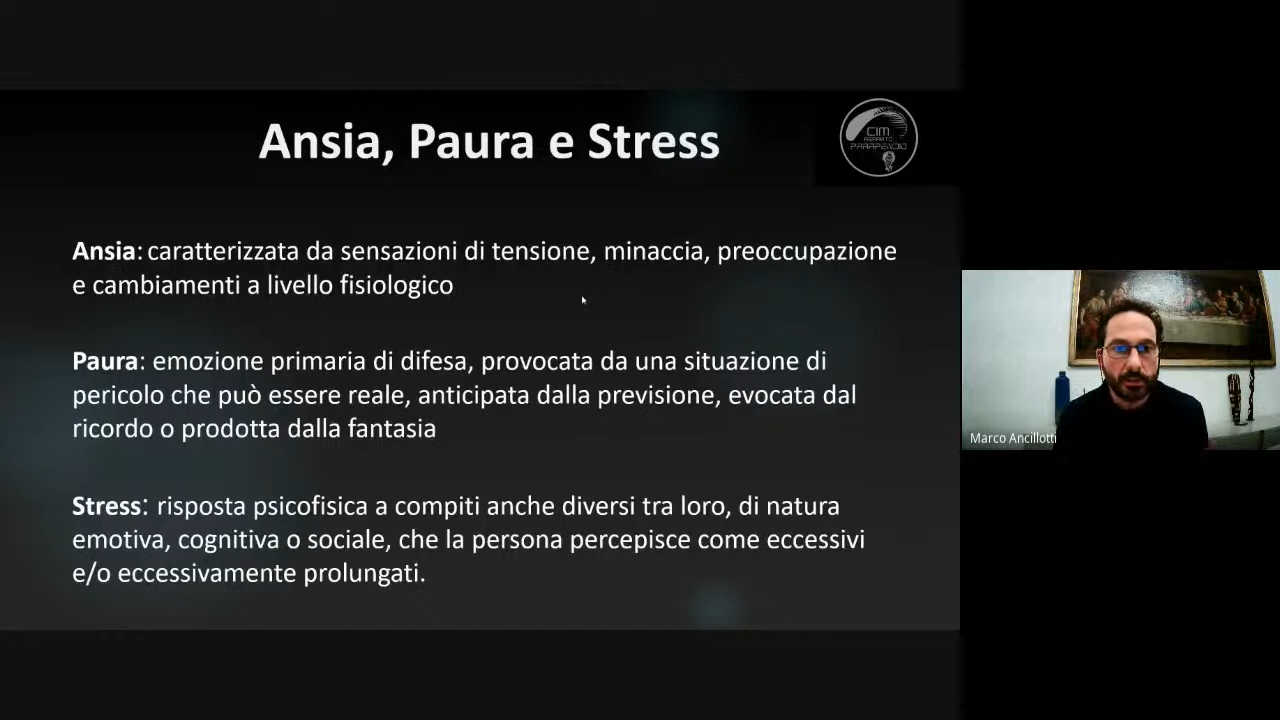 Ansia, Paura e Stress
CIM
REPARTO
PARAPENDIO
Ansia: caratterizzata da sensazioni di tensione, minaccia, preoccupazione
e cambiamenti a livello fisiologico
Paura: emozione primaria di difesa, provocata da una situazione di
pericolo che può essere reale, anticipata dalla previsione, evocata dal
ricordo o prodotta dalla fantasia
Stress: risposta psicofisica a compiti anche diversi tra loro, di natura
emotiva, cognitiva o sociale, che la persona percepisce come eccessivi
e/o eccessivamente prolungati.
Marco Ancillotti